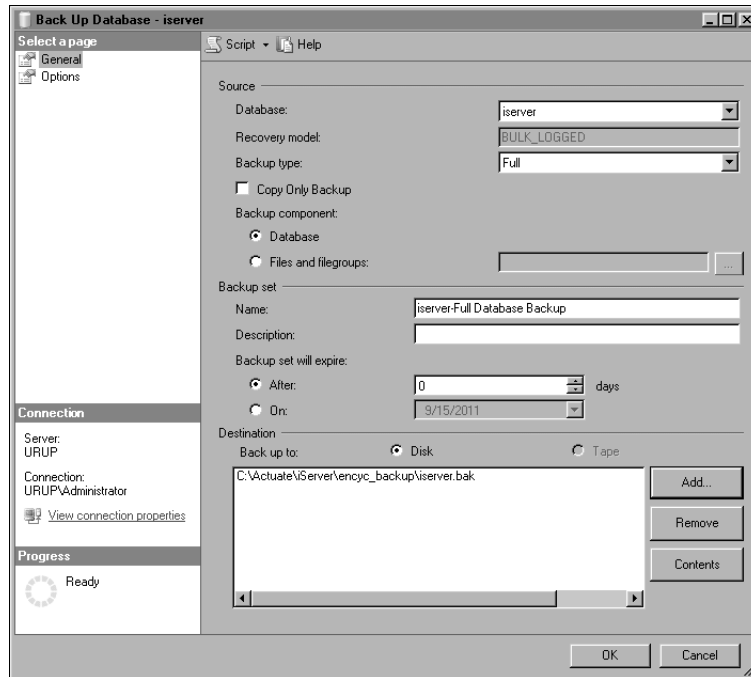 Back Up Database - iserver
Select a page
General
Options
Script
Help
Source
Database:
iserver
Recovery model:
BULK_LOGGED
Backup type:
Full
Copy Only Backup
Backup component:
Database
Files and filegroups:
...
Backup set
Name:
iserver-Full Database Backup
Description:
Backup set will expire:
After:
0
days
On:
9/15/2011
Destination
Back up to:
Disk
Tape
C:\Actuate\iServer\encyc_backup\iserver.bak
Add...
Remove
Contents
Connection
Server:
URUP
Connection:
URUP\Administrator
View connection properties
Progress
Ready
OK
Cancel